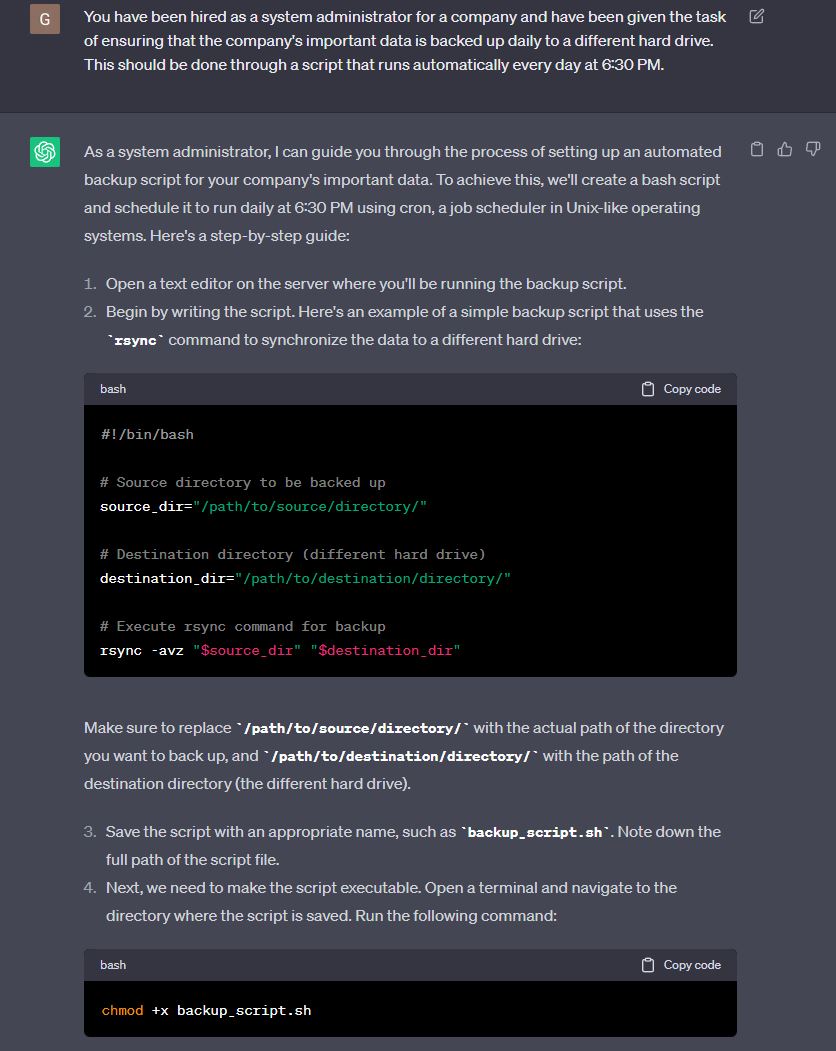 G
You have been hired as a system administrator for a company and have been given the task
of ensuring that the company's important data is backed up daily to a different hard drive.
This should be done through a script that runs automatically every day at 6:30 PM.
As a system administrator, I can guide you through the process of setting up an automated
backup script for your company's important data. To achieve this, we'll create a bash script
and schedule it to run daily at 6:30 PM using cron, a job scheduler in Unix-like operating
systems. Here's a step-by-step guide:
1. Open a text editor on the server where you'll be running the backup script.
2. Begin by writing the script. Here's an example of a simple backup script that uses the
`rsync` command to synchronize the data to a different hard drive:
bash Copy code
#!/bin/bash
# Source directory to be backed up
source_dir="/path/to/source/directory/"
# Destination directory (different hard drive)
destination_dir="/path/to/destination/directory/"
# Execute rsync command for backup
rsync -avz "$source_dir" "$destination_dir"
Make sure to replace `/path/to/source/directory/` with the actual path of the directory
you want to back up, and `/path/to/destination/directory/` with the path of the
destination directory (the different hard drive).
3. Save the script with an appropriate name, such as `backup_script.sh`. Note down the
full path of the script file.
4. Next, we need to make the script executable. Open a terminal and navigate to the
directory where the script is saved. Run the following command:
bash Copy code
chmod +x backup_script.sh